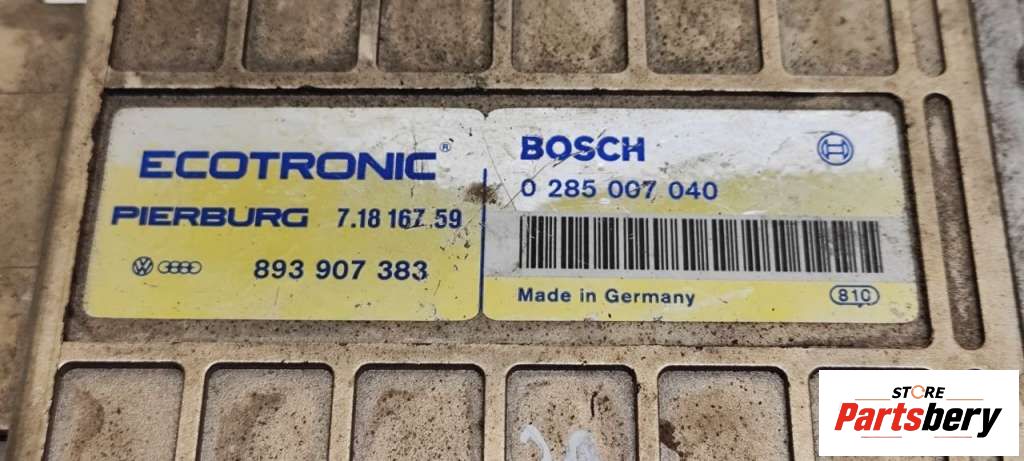 ECOTRONIC®
PIERBURG 7.18 167 59
893 907 383
BOSCH
0 285 007 040
Made in Germany 810
STORE
Partsbery